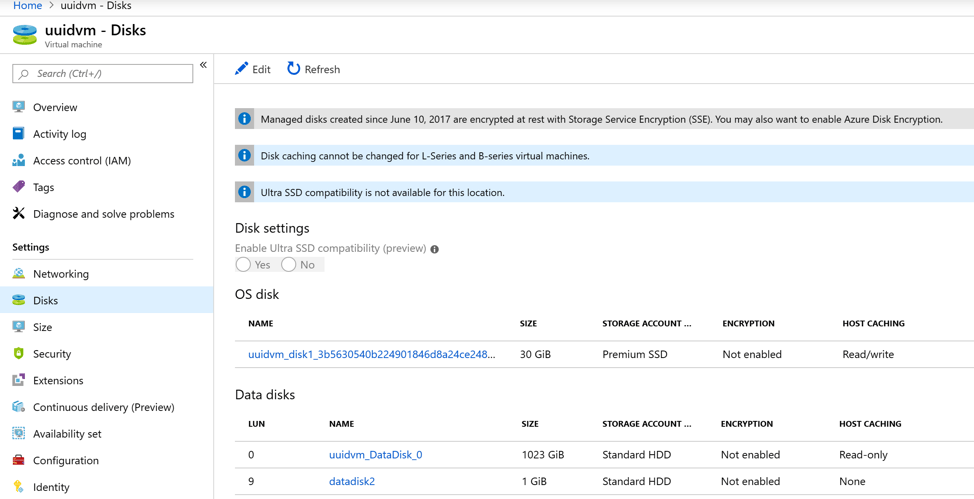 Home > uuidvm - Disks
uuidvm - Disks
Virtual machine
«
Search (Ctrl+/)
Overview
Activity log
Access control (IAM)
Tags
Diagnose and solve problems
Settings
Networking
Disks
Size
Security
Extensions
Continuous delivery (Preview)
Availability set
Configuration
Identity
Edit Refresh
Managed disks created since June 10, 2017 are encrypted at rest with Storage Service Encryption (SSE). You may also want to enable Azure Disk Encryption.
Disk caching cannot be changed for L-Series and B-series virtual machines.
Ultra SSD compatibility is not available for this location.
Disk settings
Enable Ultra SSD compatibility (preview)
Yes No
OS disk
NAME SIZE STORAGE ACCOUNT ... ENCRYPTION HOST CACHING
uuidvm_disk1_3b5630540b224901846d8a24ce248... 30 GiB Premium SSD Not enabled Read/write
Data disks
LUN NAME SIZE STORAGE ACCOUNT ... ENCRYPTION HOST CACHING
0 uuidvm_DataDisk_0 1023 GiB Standard HDD Not enabled Read-only
9 datadisk2 1 GiB Standard HDD Not enabled None